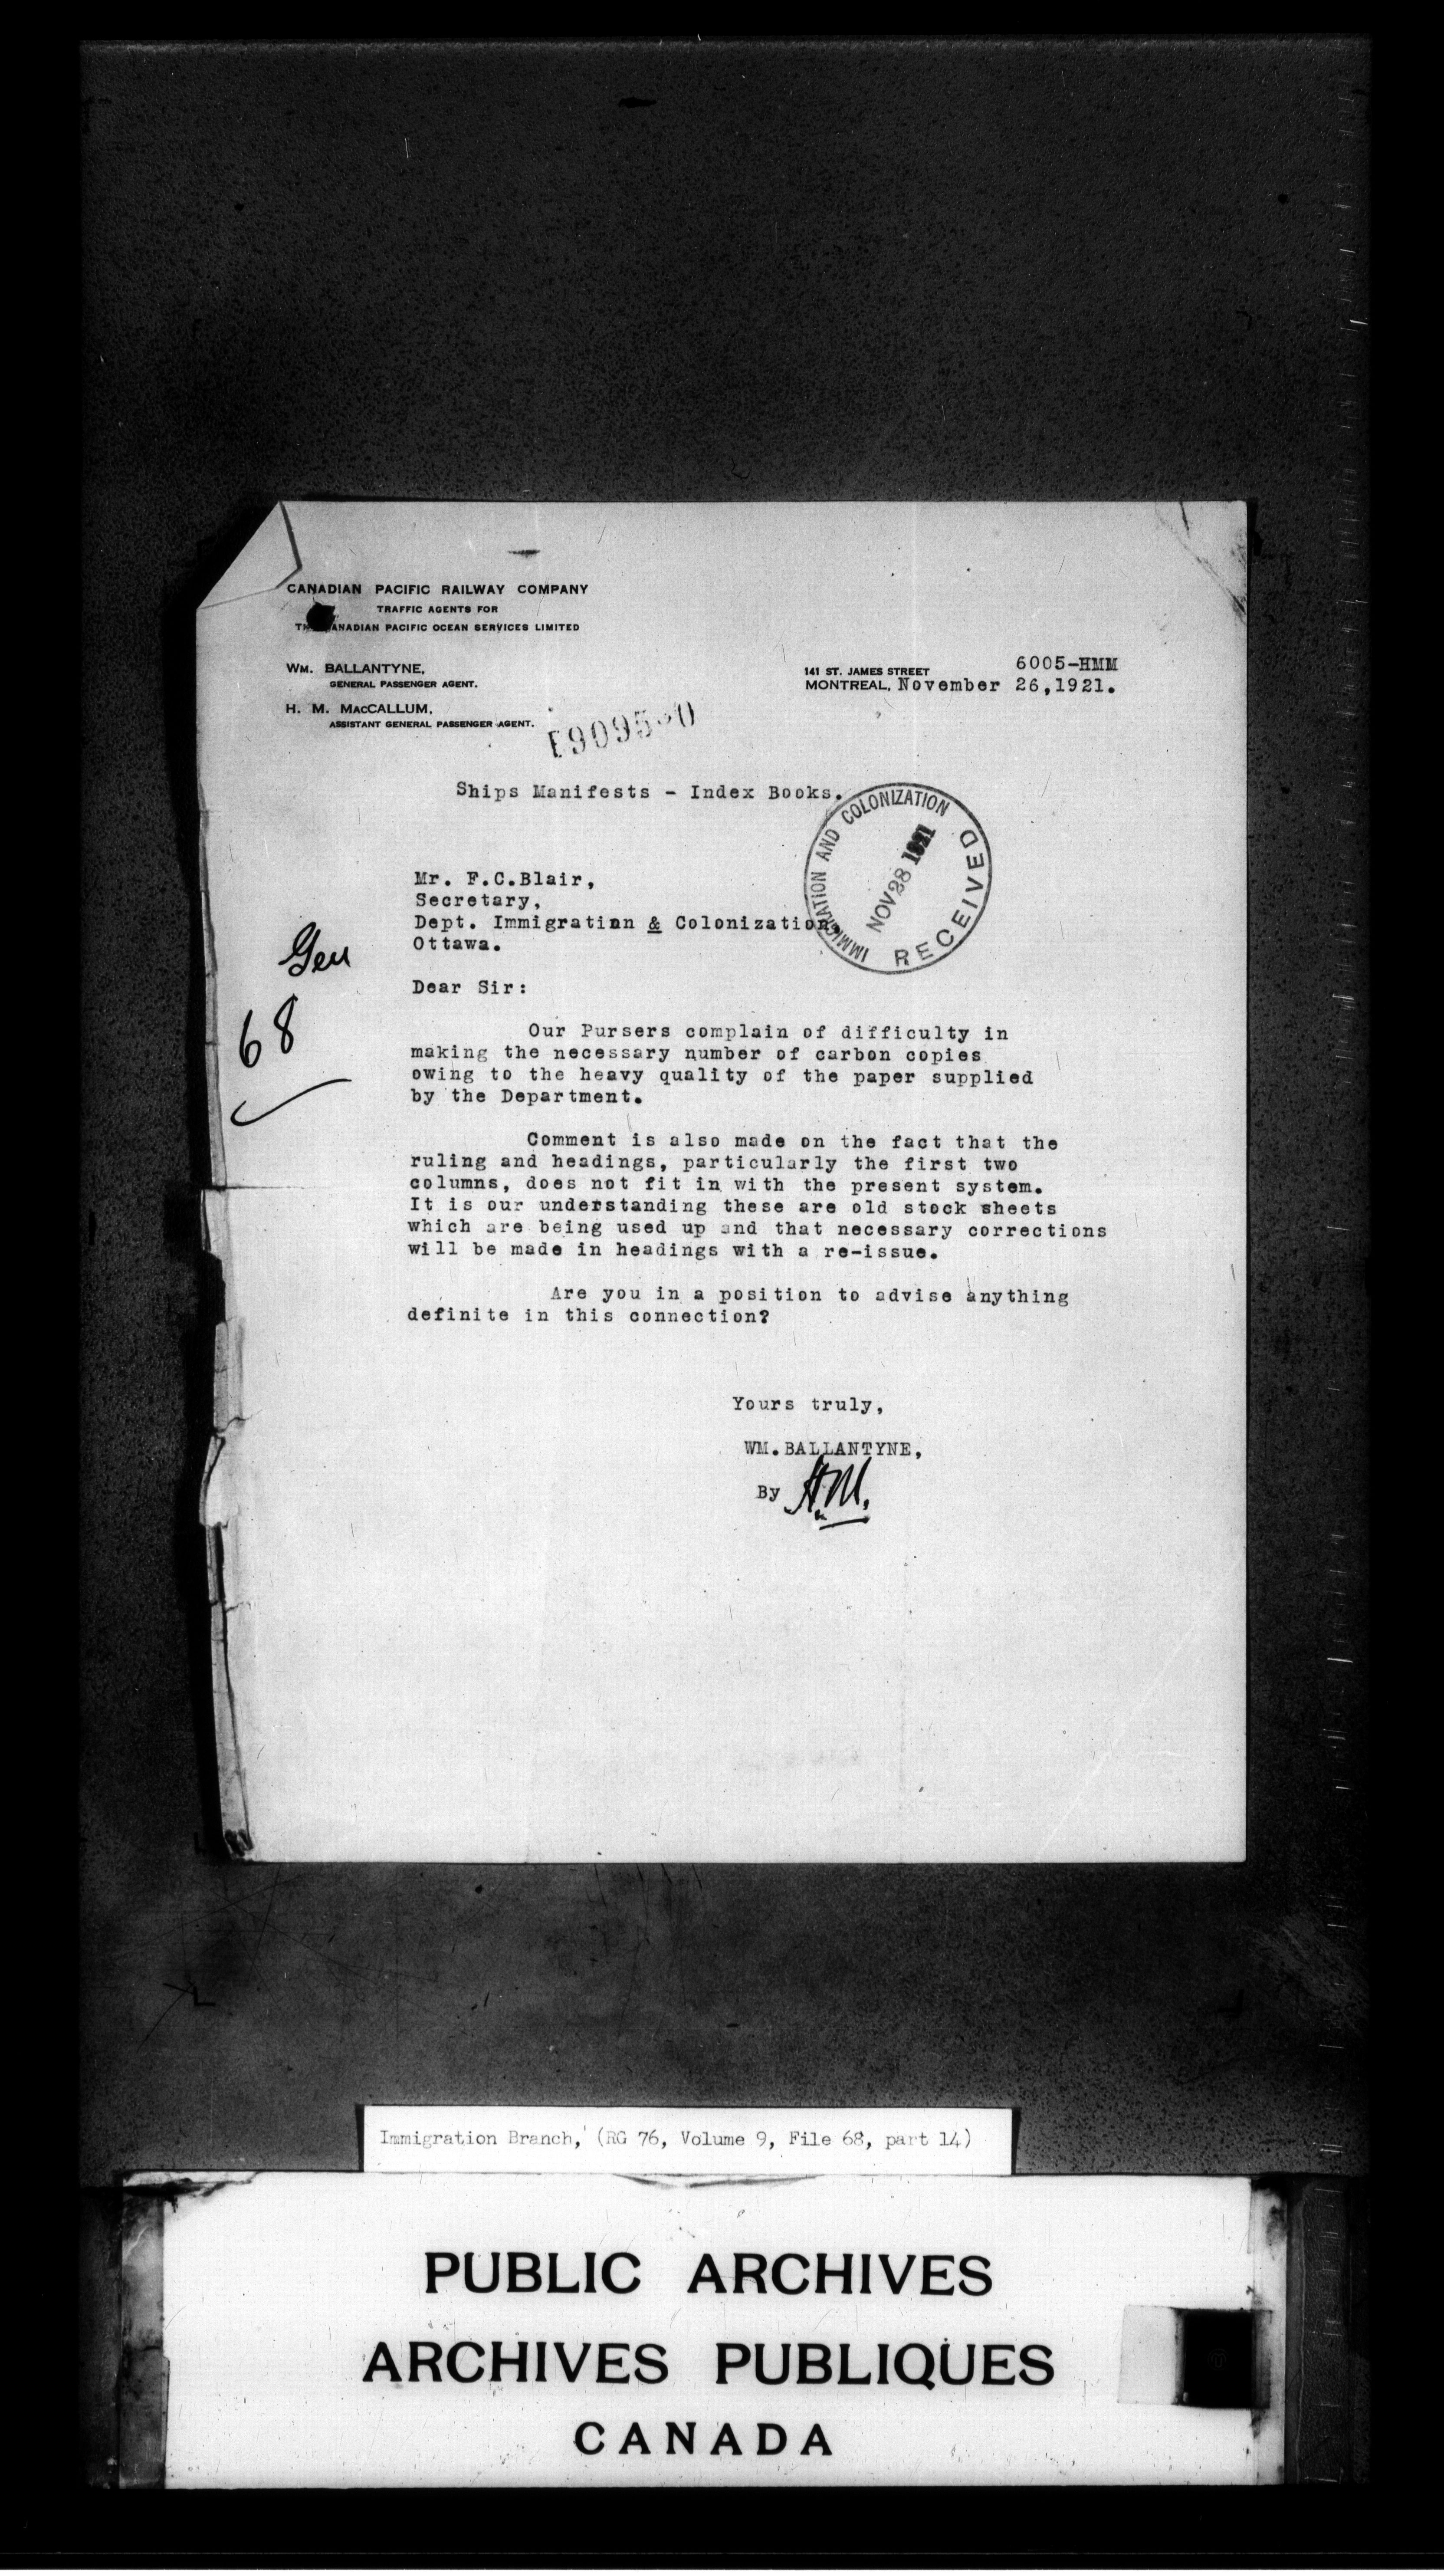 CANADIAN PACIFIC RAILWAY COMPANY
TRAFFIC AGENTS FOR
CANADIAN PACIFIC OCEAN SERVICES LIMITED
WM. BALLANTYNE,
GENERAL PASSENGER AGENT.
H. M. MACCALLUM,
ASSISTANT GENERAL PASSENGER AGENT.
6005-HMM
141 ST. JAMES STREET
MONTREAL, November 26,1921.
Ships Manifests - Index Books.
IMMIGRATION AND COLONIZATION
NOV 28 1921
RECEIVED
Mr. F.C.Blair,
Secretary,
Dept. Immigration & Colonization,
Ottawa.
Gen
68
Dear Sir:
Our Pursers complain of difficulty in
making the necessary number of carbon copies
owing to the heavy quality of the paper supplied
by the Department.
Comment is also made on the fact that the
ruling and headings, particularly the first two
columns, does not fit in with the present system.
It is our understanding these are old stock sheets
which are being used up and that necessary corrections
will be made in headings with a re-issue.
Are you in a position to advise anything
definite in this connection?
Yours truly,
WM.BALLANTYNE,
By H.M.
Immigration Branch, (RG 76, Volume 9, File 68, part 14)
PUBLIC ARCHIVES
ARCHIVES PUBLIQUES
CANADA